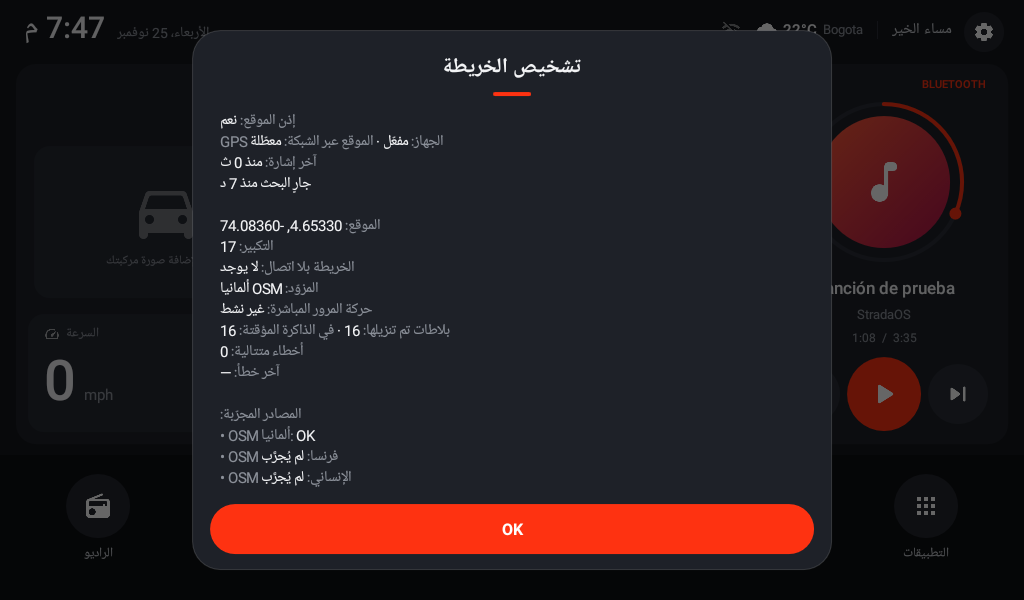 7:47 م
الأربعاء، 25 نوفمبر
22°C Bogota
مساء الخير
تشخيص الخريطة
إذن الموقع: نعم
GPS الجهاز: مفعّل · الموقع عبر الشبكة: معطّلة
آخر إشارة: منذ 0 ث
جارٍ البحث منذ 7 د
الموقع: 4.65330, -74.08360
التكبير: 17
الخريطة بلا اتصال: لا يوجد
المزوّد: OSM ألمانيا
حركة المرور المباشرة: غير نشط
بلاطات تم تنزيلها: 16 · في الذاكرة المؤقتة: 16
أخطاء متتالية: 0
آخر خطأ: —
المصادر المجرّبة:
• OSM ألمانيا: OK
• OSM فرنسا: لم يُجرَّب
• OSM الإنساني: لم يُجرَّب
OK
إضافة صورة مركبتك
السرعة
0 mph
BLUETOOTH
anción de prueba
StradaOS
1:08 / 3:35
الراديو
التطبيقات